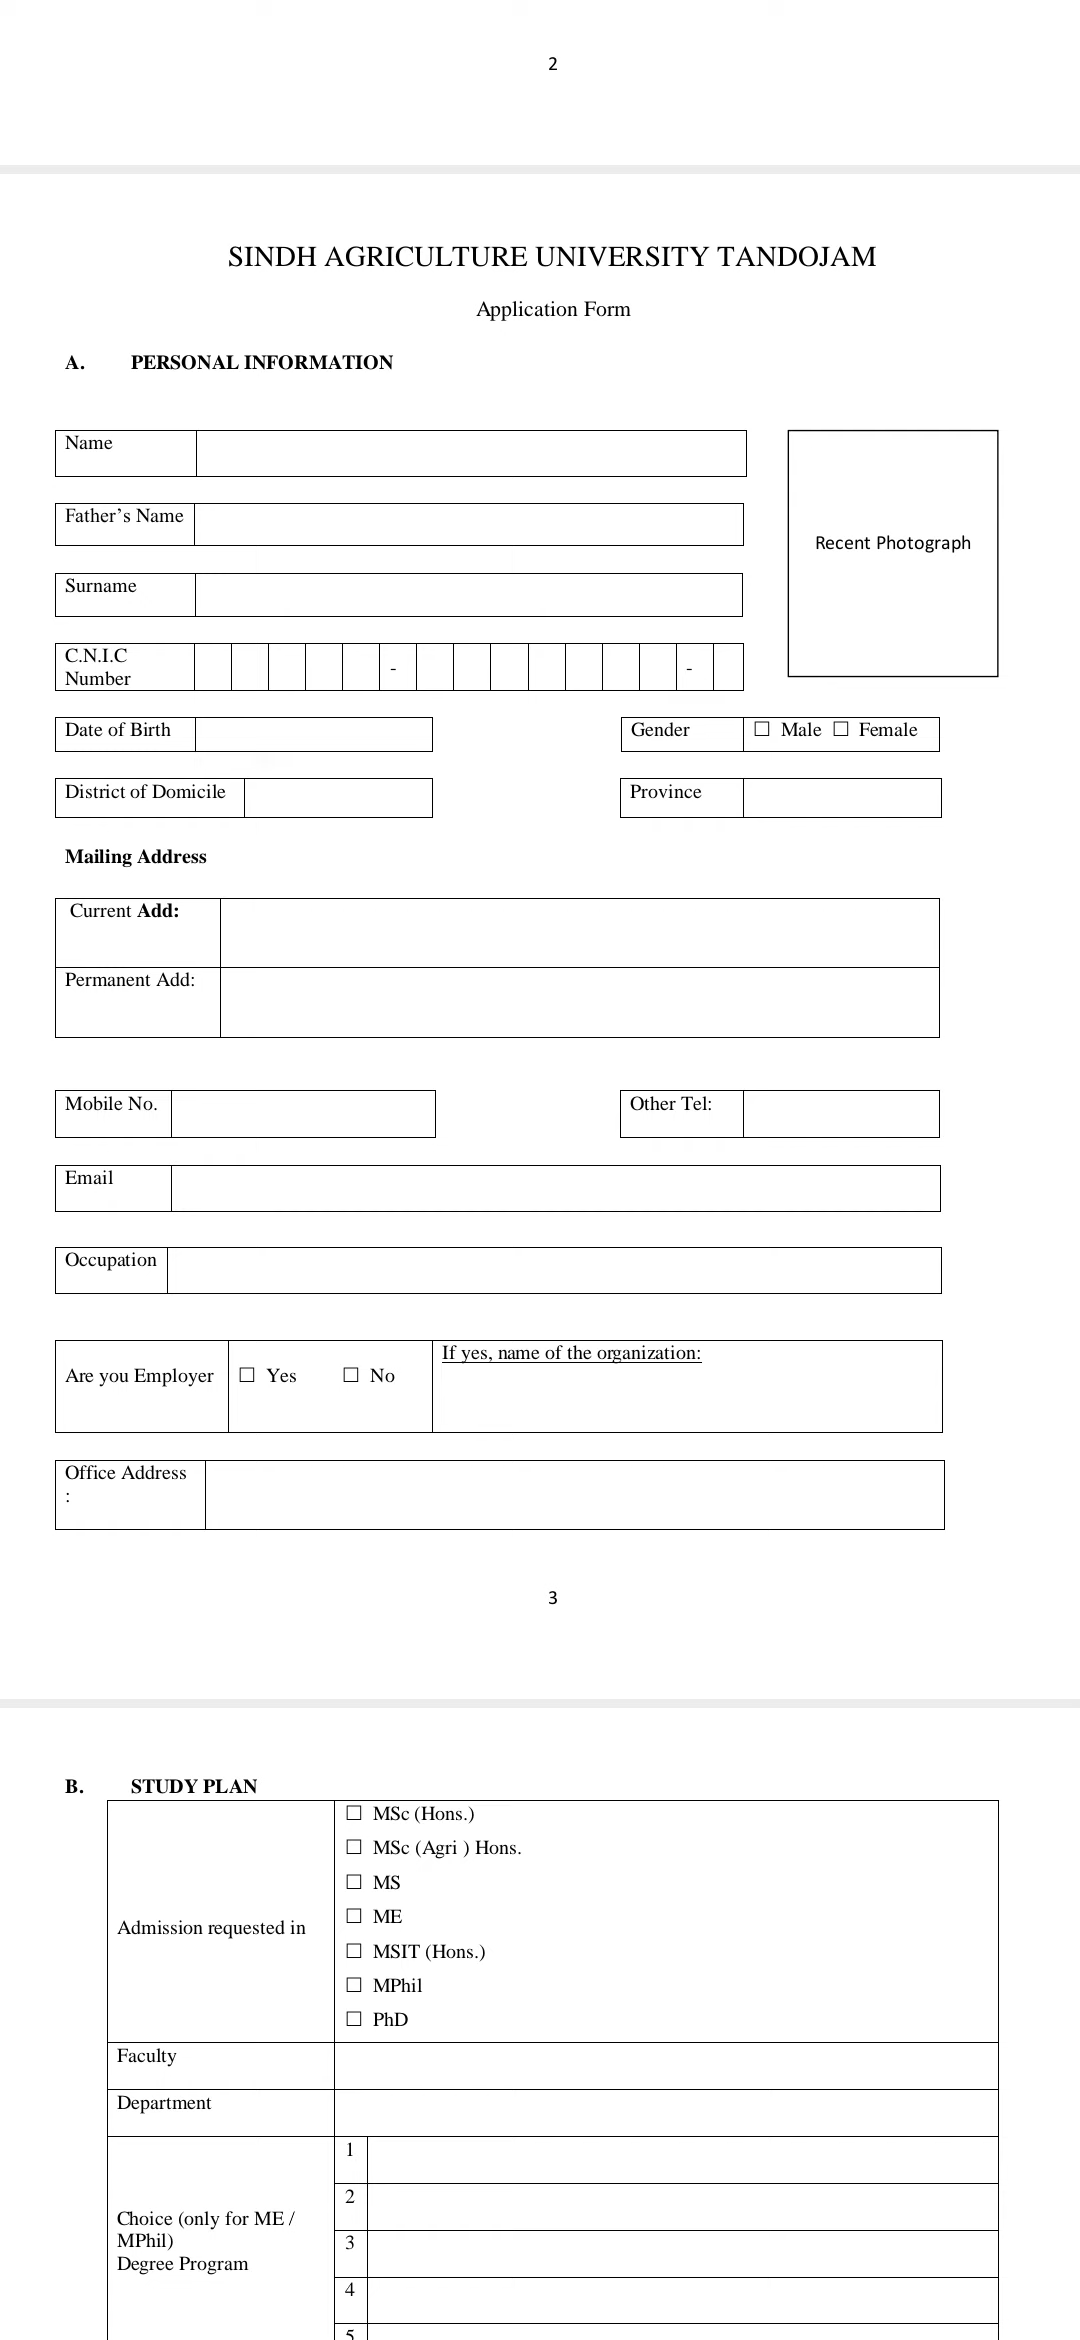 2
SINDH AGRICULTURE UNIVERSITY TANDOJAM
Application Form
A. PERSONAL INFORMATION
Name
Recent Photograph
Father’s Name
Surname
C.N.I.C
Number
- -
Date of Birth
Gender ☐ Male ☐ Female
District of Domicile
Province
Mailing Address
Current Add:
Permanent Add:
Mobile No.
Other Tel:
Email
Occupation
Are you Employer ☐ Yes ☐ No
If yes, name of the organization:
Office Address
:
3
B. STUDY PLAN
Admission requested in
☐ MSc (Hons.)
☐ MSc (Agri ) Hons.
☐ MS
☐ ME
☐ MSIT (Hons.)
☐ MPhil
☐ PhD
Faculty
Department
Choice (only for ME /
MPhil)
Degree Program
1
2
3
4
5